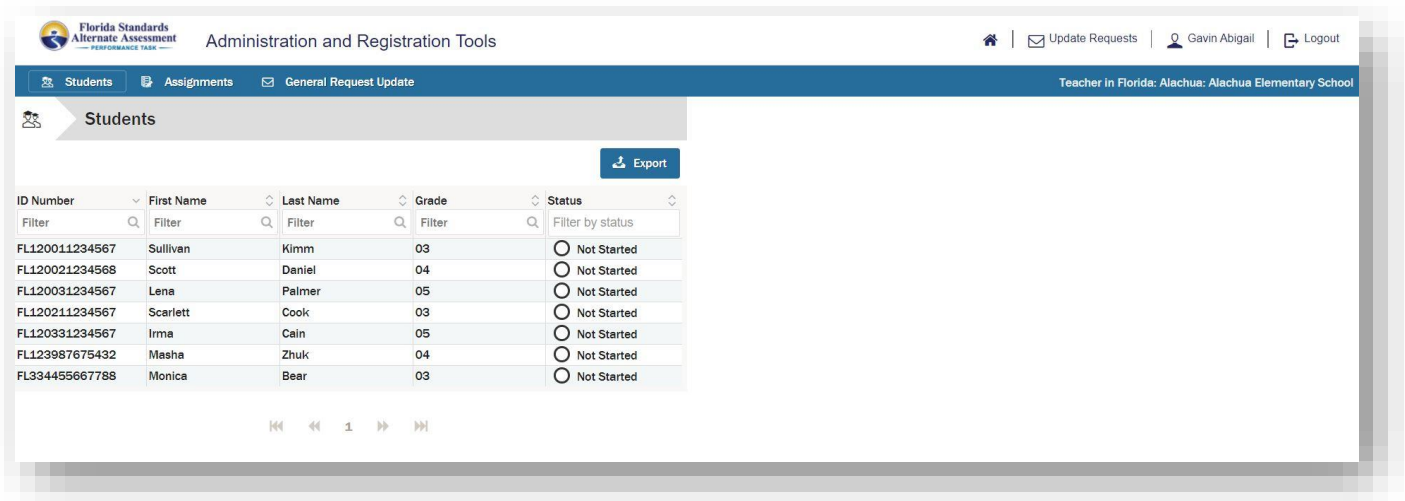 Florida Standards
Alternate Assessment
PERFORMANCE TASK
Administration and Registration Tools
Update Requests
Gavin Abigail
Logout
Students
Assignments
General Request Update
Teacher in Florida: Alachua: Alachua Elementary School
Students
Export
ID Number First Name Last Name Grade Status
Filter Filter Filter Filter Filter by status
FL120011234567 Sullivan Kimm 03 Not Started
FL120021234568 Scott Daniel 04 Not Started
FL120031234567 Lena Palmer 05 Not Started
FL120211234567 Scarlett Cook 03 Not Started
FL120331234567 Irma Cain 05 Not Started
FL123987675432 Masha Zhuk 04 Not Started
FL334455667788 Monica Bear 03 Not Started
1